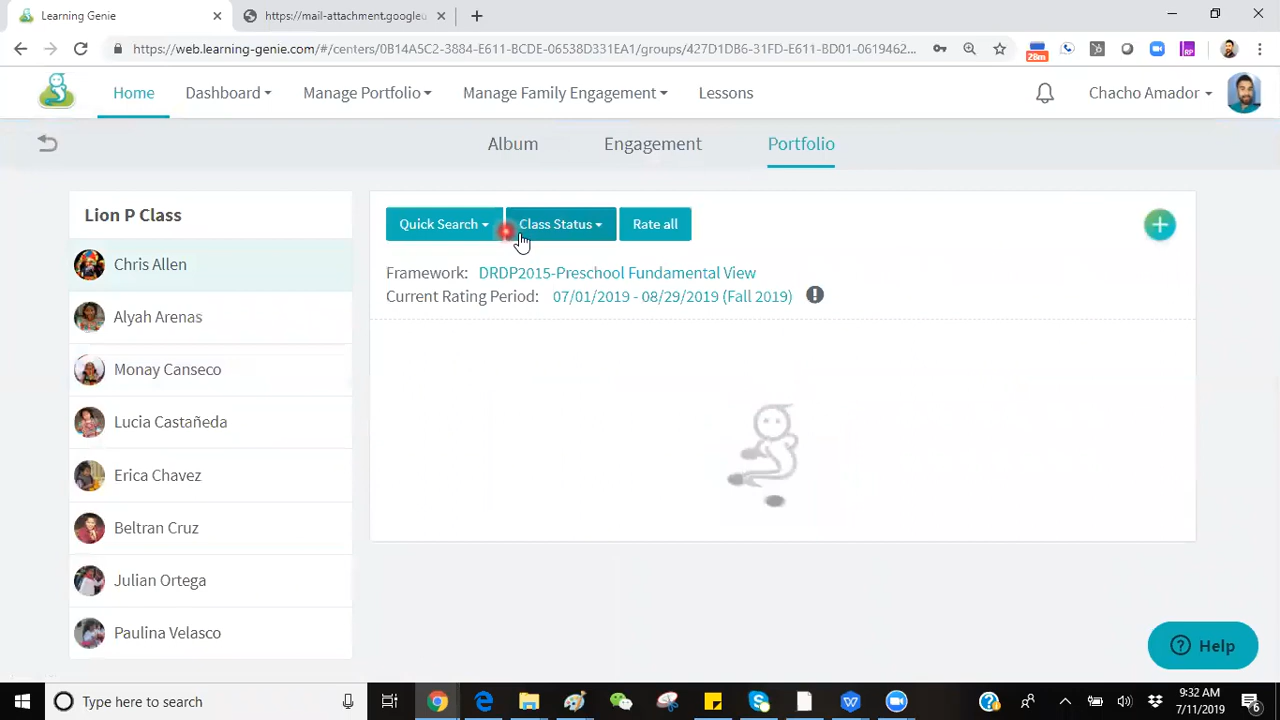 Learning Genie
https://mail-attachment.googleu
https://web.learning-genie.com/#/centers/0B14A5C2-3884-E611-BCDE-06538D331EA1/groups/427D1DB6-31FD-E611-BD01-0619462...
28m
RP
Home Dashboard Manage Portfolio Manage Family Engagement Lessons Chacho Amador
Album Engagement Portfolio
Lion P Class
Chris Allen
Alyah Arenas
Monay Canseco
Lucia Castañeda
Erica Chavez
Beltran Cruz
Julian Ortega
Paulina Velasco
Quick Search Class Status Rate all
Framework: DRDP2015-Preschool Fundamental View
Current Rating Period: 07/01/2019 - 08/29/2019 (Fall 2019)
Help
Type here to search
9:32 AM
7/11/2019
6